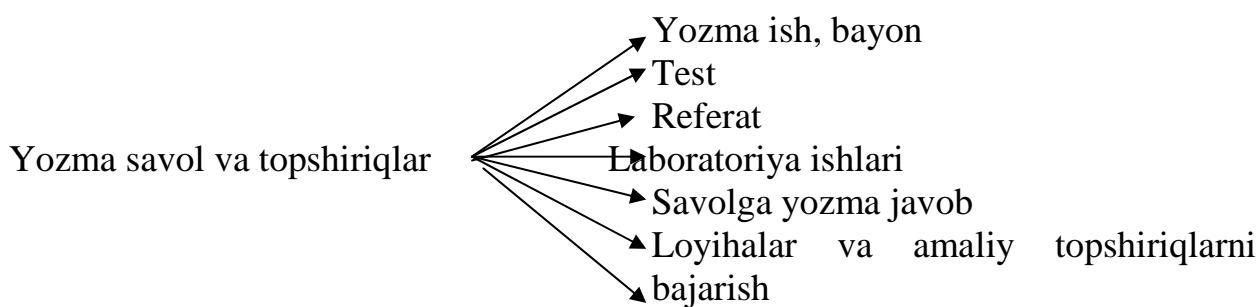 Yozma ish, bayon
Test
Referat
Yozma savol va topshiriqlar Laboratoriya ishlari
Savolga yozma javob
Loyihalar va amaliy topshiriqlarni
bajarish